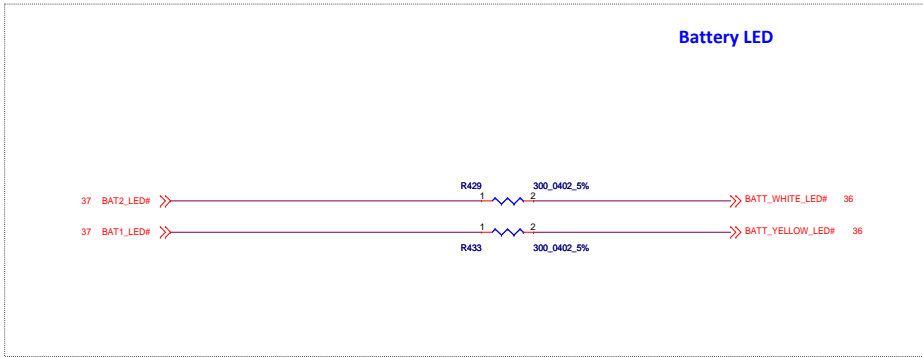 Battery LED
R429 300_0402_5%
37 BAT2_LED# 1 2 BATT_WHITE_LED# 36
37 BAT1_LED# 1 2 BATT_YELLOW_LED# 36
R433 300_0402_5%